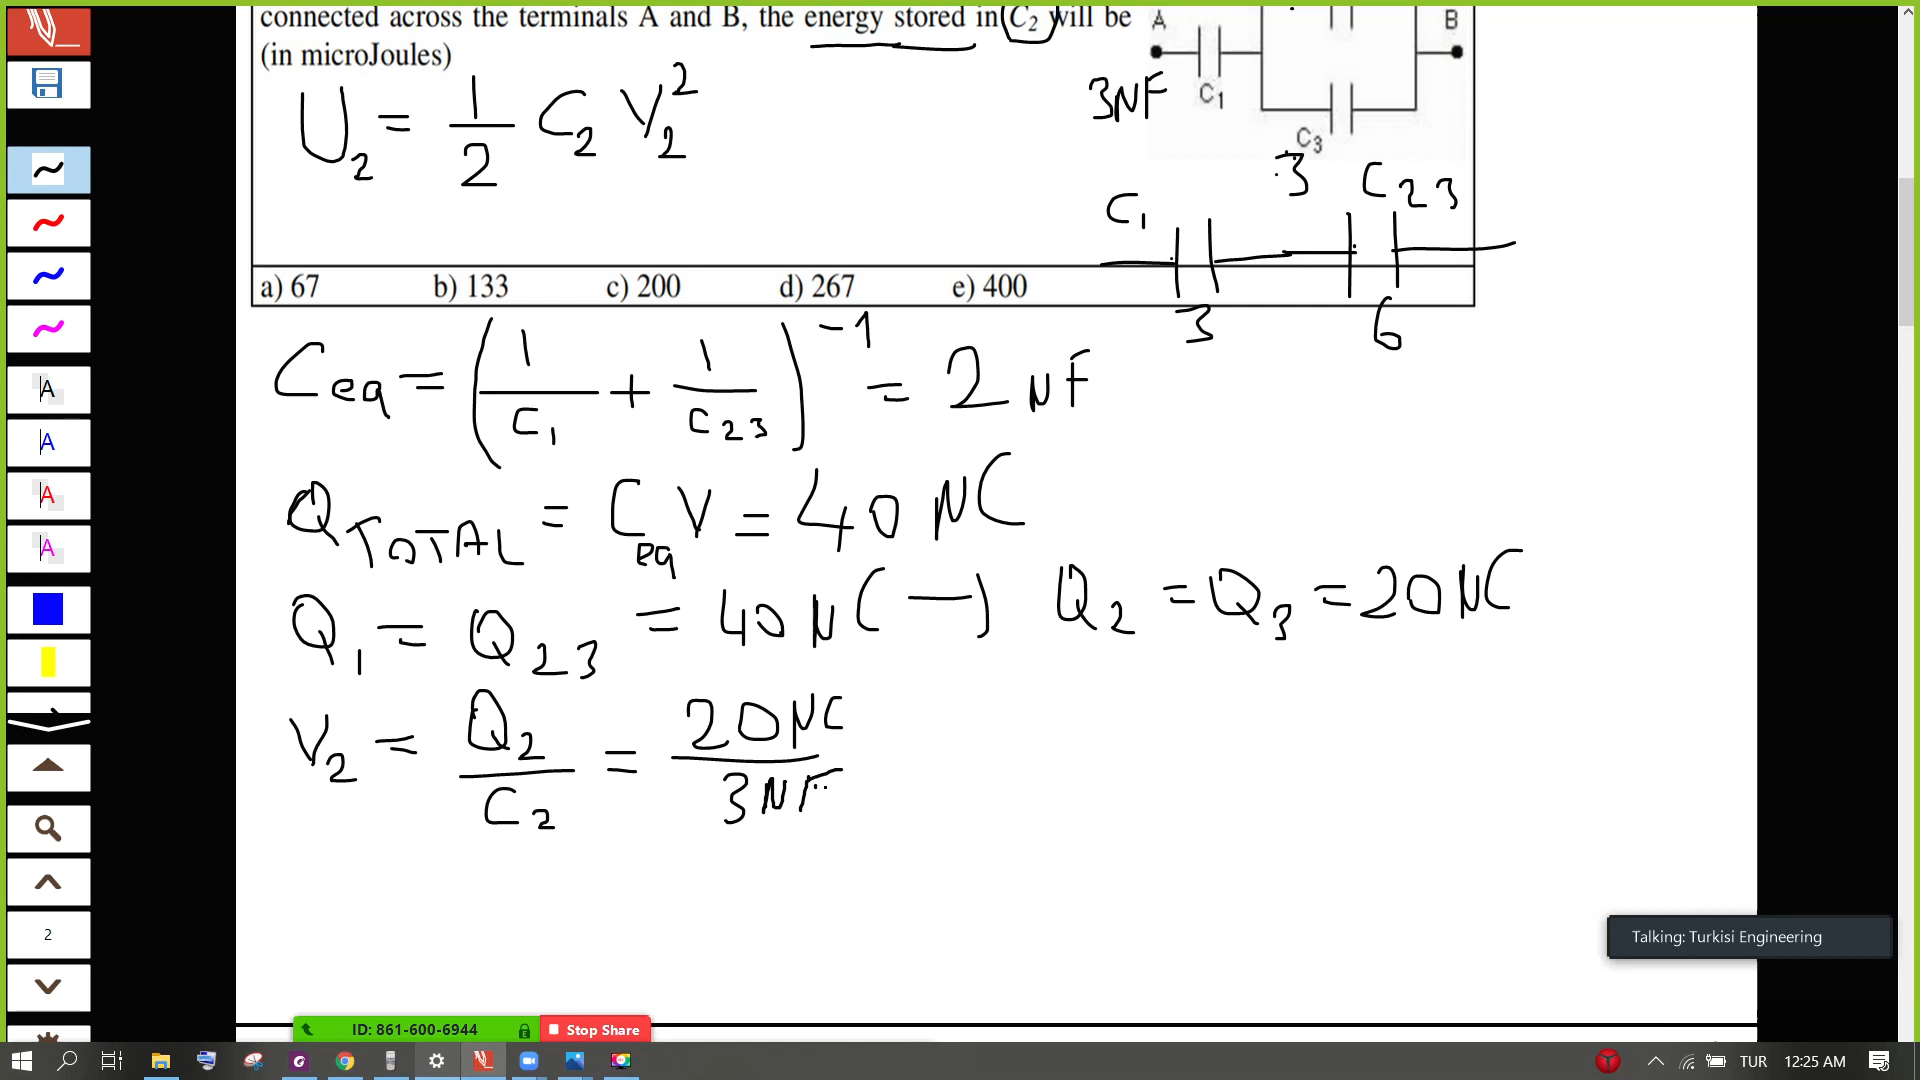 connected across the terminals A and B, the energy stored in C₂ will be
(in microJoules)
A
B
C₁
3NF
C₃
3
U₂ = 1/2 C₂ V₂²
C₁
C₂₃
3
6
a) 67 b) 133 c) 200 d) 267 e) 400
Ceq = (1/C₁ + 1/C₂₃)⁻¹ = 2 NF
Q TOTAL = Ceq V = 40 NC
Q₁ = Q₂₃ = 40 NC —) Q₂ = Q₃ = 20 NC
V₂ = Q₂/C₂ = 20NC/3NF
A
A
A
A
2
Talking: Turkisi Engineering
ID: 861-600-6944
Stop Share
TUR
12:25 AM